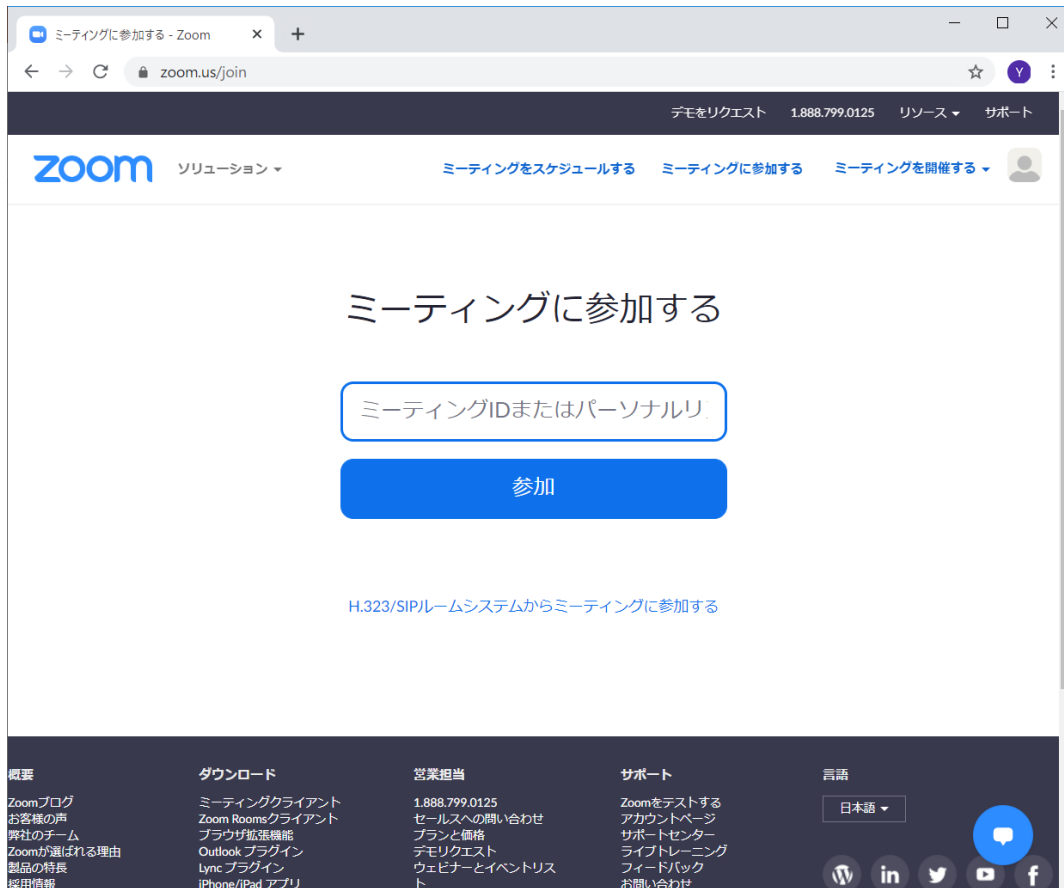 ミーティングに参加する - Zoom
zoom.us/join
Y
デモをリクエスト 1.888.799.0125 リソース サポート
zoom ソリューション ミーティングをスケジュールする ミーティングに参加する ミーティングを開催する
ミーティングに参加する
ミーティングIDまたはパーソナルリ
参加
H.323/SIPルームシステムからミーティングに参加する
概要
Zoomブログ
お客様の声
弊社のチーム
Zoomが選ばれる理由
製品の特長
採用情報
ダウンロード
ミーティングクライアント
Zoom Roomsクライアント
ブラウザ拡張機能
Outlook プラグイン
Lync プラグイン
iPhone/iPad アプリ
営業担当
1.888.799.0125
セールスへの問い合わせ
プランと価格
デモリクエスト
ウェビナーとイベントリス
ト
サポート
Zoomをテストする
アカウントページ
サポートセンター
ライブトレーニング
フィードバック
お問い合わせ
言語
日本語